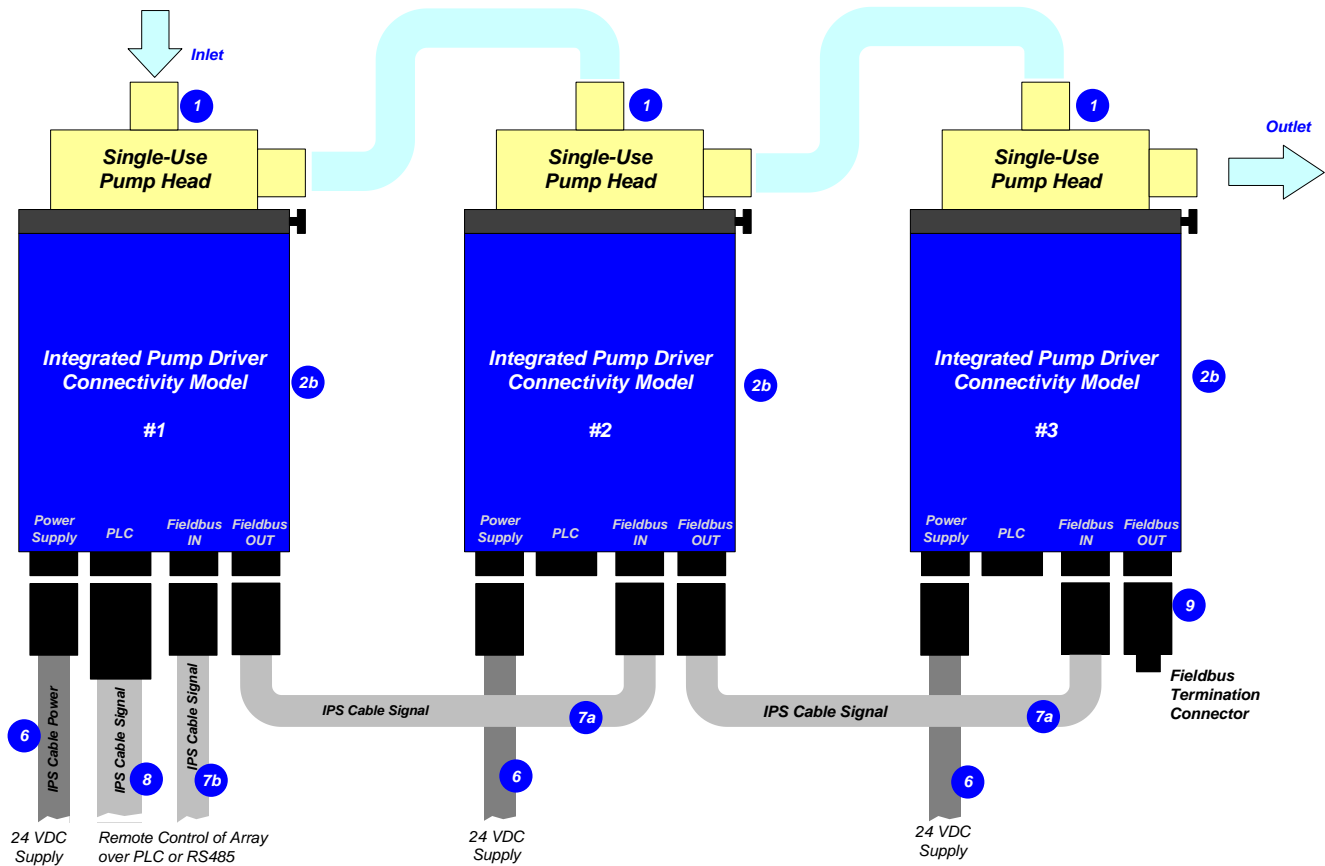 Inlet
1
1
1
Outlet
Single-Use
Pump Head
Single-Use
Pump Head
Single-Use
Pump Head
Integrated Pump Driver
Connectivity Model
#1
2b
Integrated Pump Driver
Connectivity Model
#2
2b
Integrated Pump Driver
Connectivity Model
#3
2b
Power
Supply
PLC
Fieldbus
IN
Fieldbus
OUT
Power
Supply
PLC
Fieldbus
IN
Fieldbus
OUT
Power
Supply
PLC
Fieldbus
IN
Fieldbus
OUT
9
Fieldbus
Termination
Connector
6
IPS Cable Power
IPS Cable Signal
8
IPS Cable Signal
7b
IPS Cable Signal
7a
6
IPS Cable Signal
7a
6
24 VDC
Supply
Remote Control of Array
over PLC or RS485
24 VDC
Supply
24 VDC
Supply